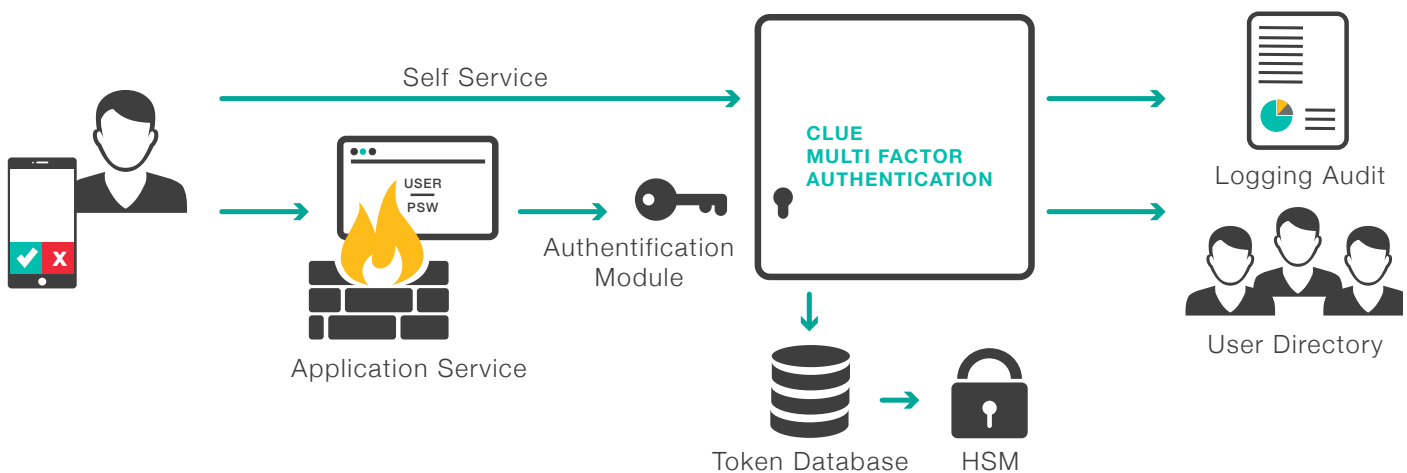 Self Service
USER
PSW
X
Application Service
Authentification
Module
CLUE
MULTI FACTOR
AUTHENTICATION
Token Database
HSM
Logging Audit
User Directory